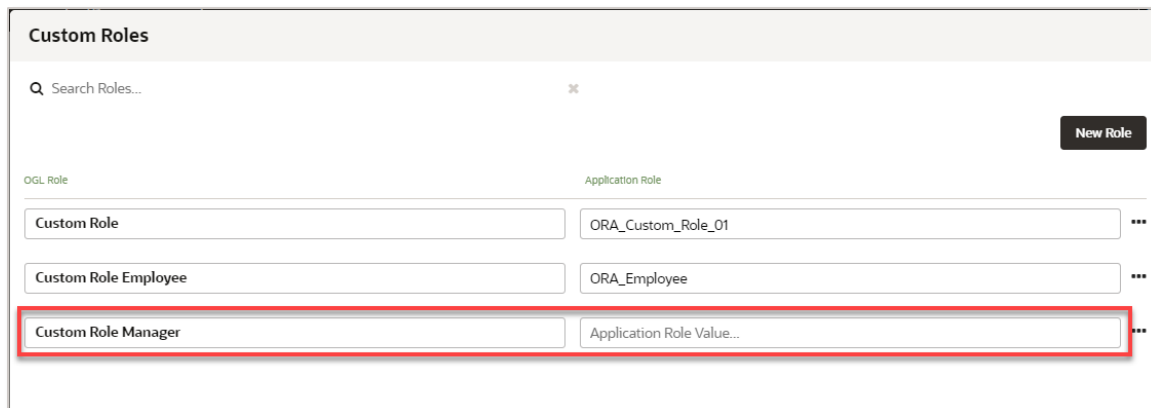 Custom Roles
Search Roles...
New Role
OGL Role Application Role
Custom Role ORA_Custom_Role_01
Custom Role Employee ORA_Employee
Custom Role Manager Application Role Value...